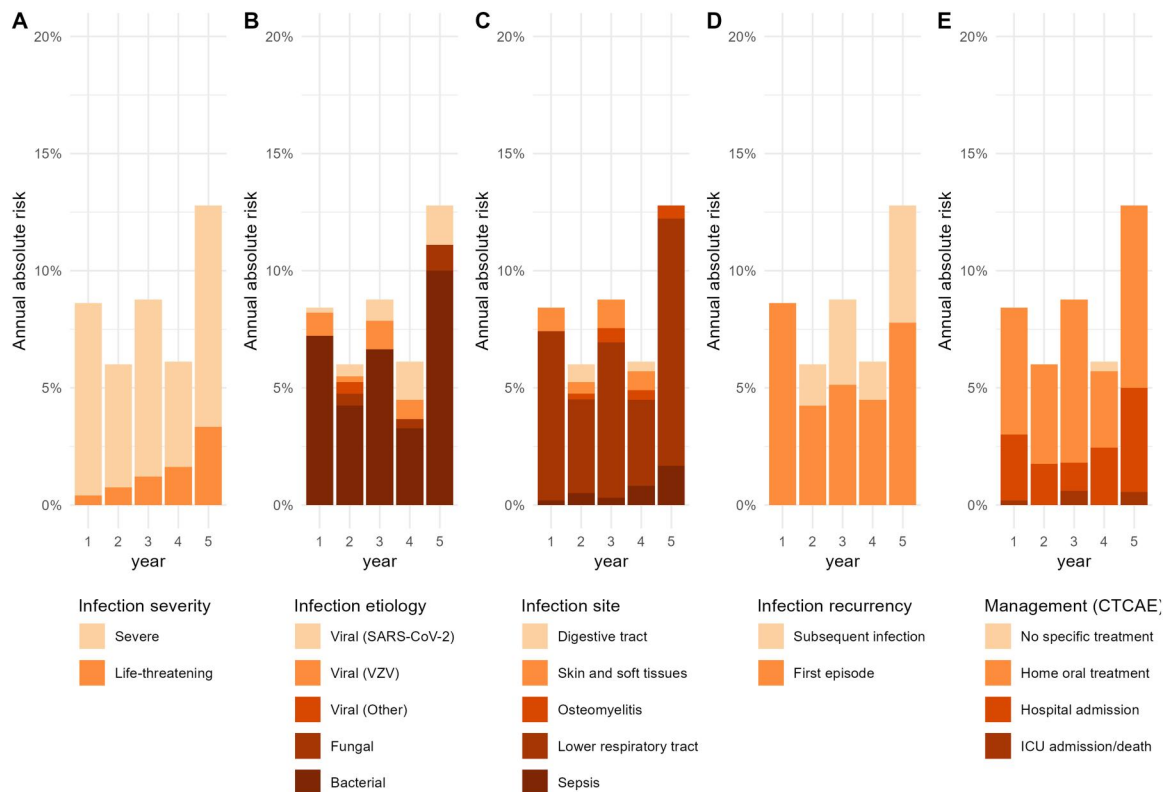 A
20%
15%
10%
5%
0%
Annual absolute risk
1 2 3 4 5
year
Infection severity
Severe
Life-threatening
B
20%
15%
10%
5%
0%
Annual absolute risk
1 2 3 4 5
year
Infection etiology
Viral (SARS-CoV-2)
Viral (VZV)
Viral (Other)
Fungal
Bacterial
C
20%
15%
10%
5%
0%
Annual absolute risk
1 2 3 4 5
year
Infection site
Digestive tract
Skin and soft tissues
Osteomyelitis
Lower respiratory tract
Sepsis
D
20%
15%
10%
5%
0%
Annual absolute risk
1 2 3 4 5
year
Infection recurrency
Subsequent infection
First episode
E
20%
15%
10%
5%
0%
Annual absolute risk
1 2 3 4 5
year
Management (CTCAE)
No specific treatment
Home oral treatment
Hospital admission
ICU admission/death